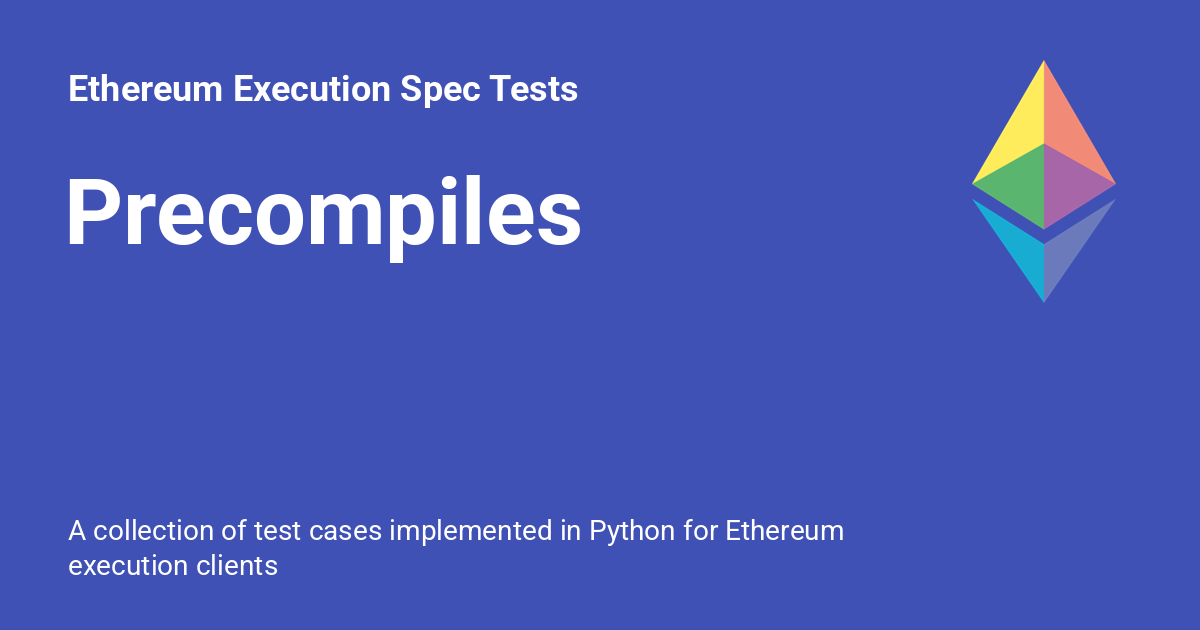 Ethereum Execution Spec Tests
Precompiles
A collection of test cases implemented in Python for Ethereum
execution clients